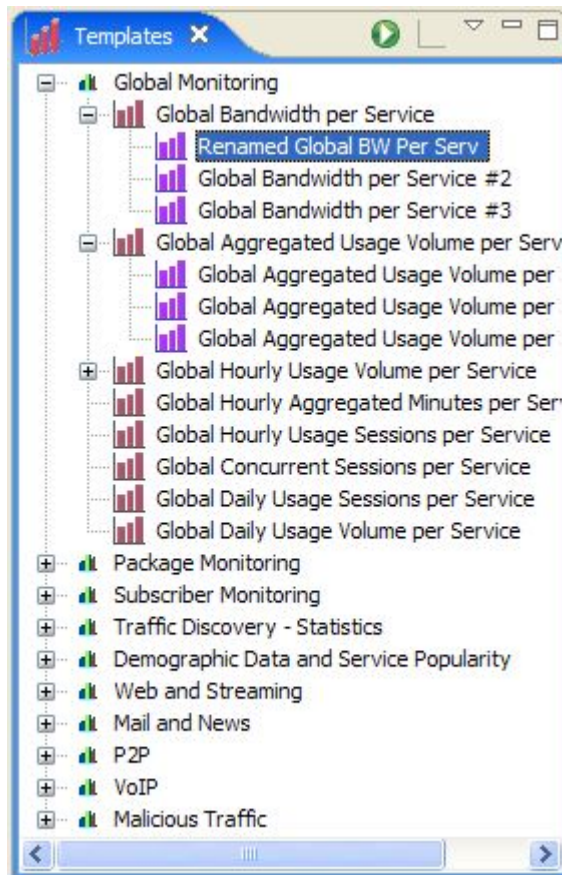 Templates
Global Monitoring
Global Bandwidth per Service
Renamed Global BW Per Serv
Global Bandwidth per Service #2
Global Bandwidth per Service #3
Global Aggregated Usage Volume per Serv
Global Aggregated Usage Volume per
Global Aggregated Usage Volume per
Global Aggregated Usage Volume per
Global Hourly Usage Volume per Service
Global Hourly Aggregated Minutes per Serv
Global Hourly Usage Sessions per Service
Global Concurrent Sessions per Service
Global Daily Usage Sessions per Service
Global Daily Usage Volume per Service
Package Monitoring
Subscriber Monitoring
Traffic Discovery - Statistics
Demographic Data and Service Popularity
Web and Streaming
Mail and News
P2P
VoIP
Malicious Traffic